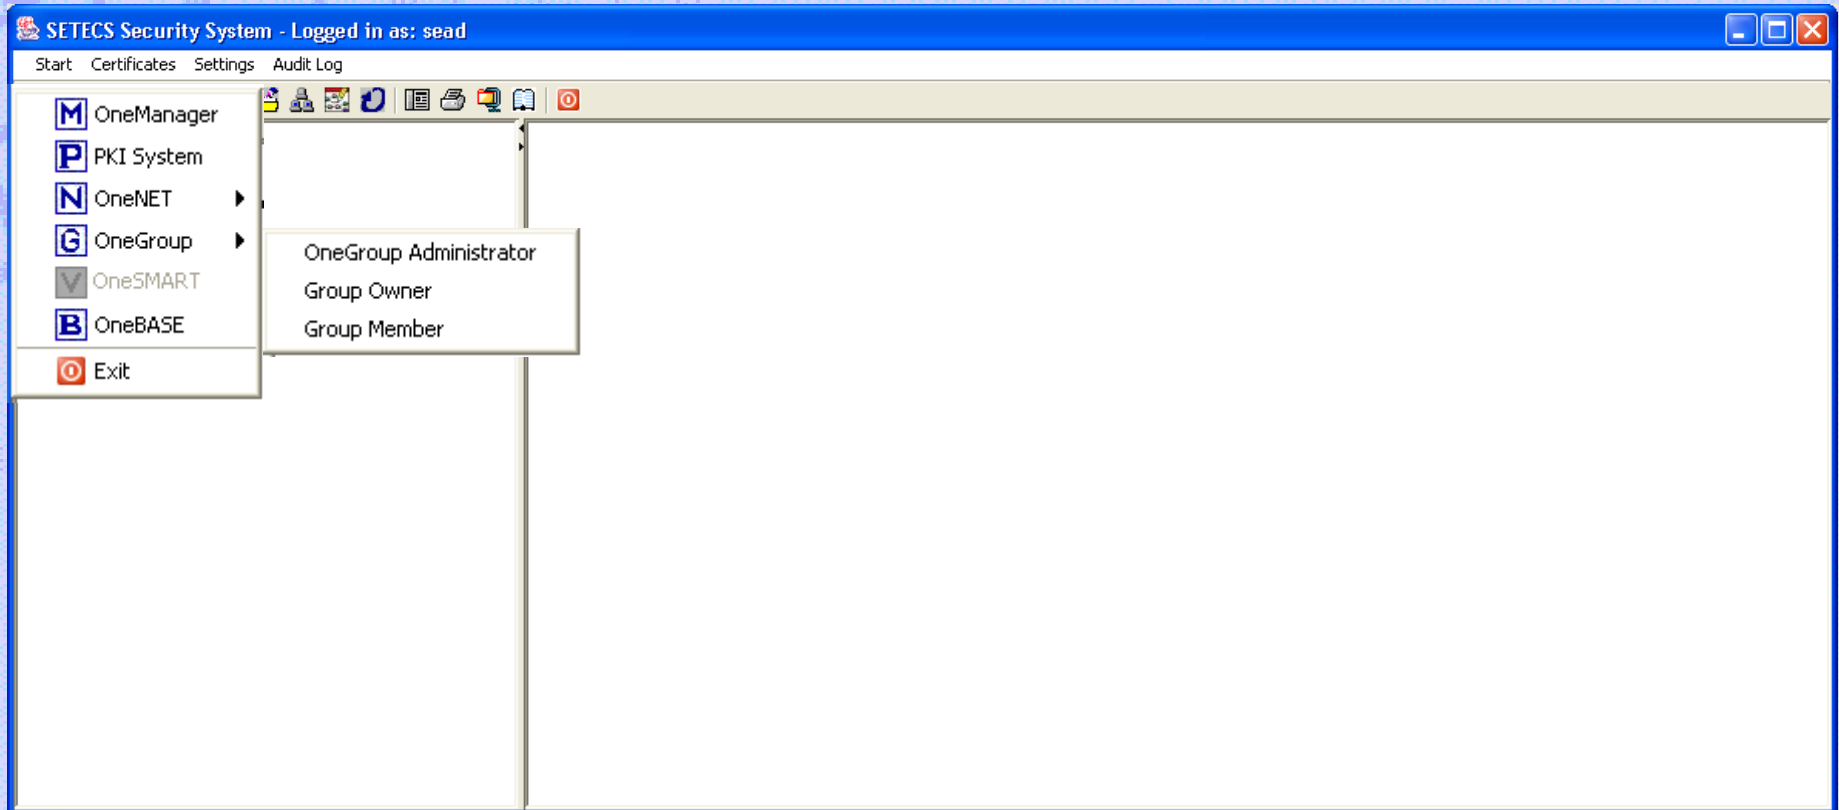 SETECS Security System - Logged in as: sead
Start Certificates Settings Audit Log
M OneManager
P PKI System
N OneNET
G OneGroup
V OneSMART
B OneBASE
Exit
OneGroup Administrator
Group Owner
Group Member